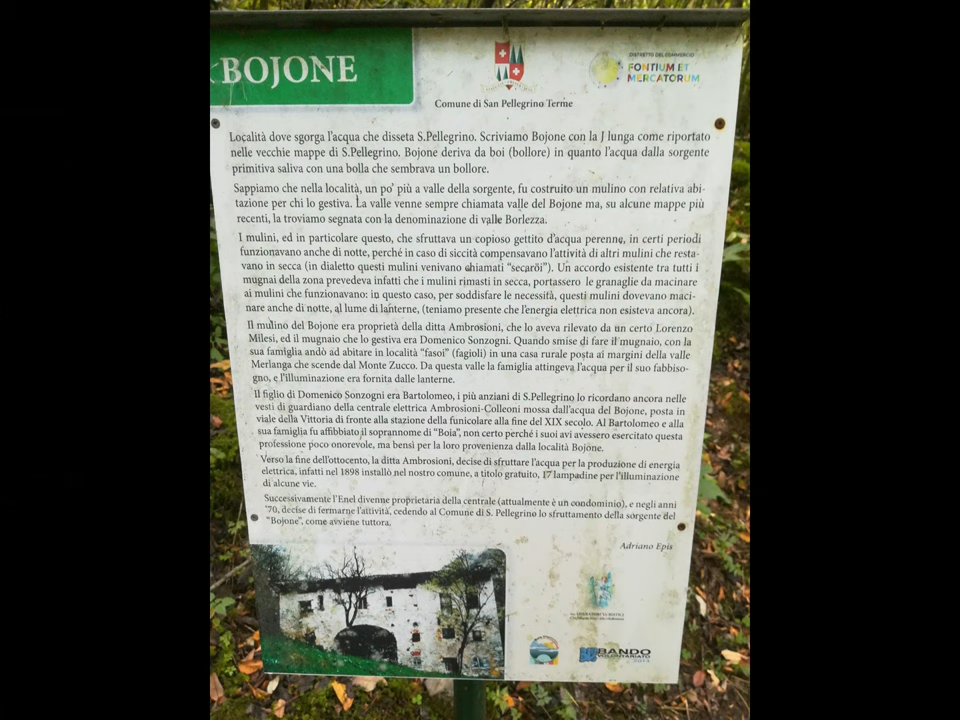 BOJONE
Comune di San Pellegrino Terme
DISTRETTO DEL COMMERCIO
FONTIUM ET
MERCATORUM
Località dove sgorga l'acqua che disseta S.Pellegrino. Scriviamo Bojone con la J lunga come riportato
nelle vecchie mappe di S.Pellegrino. Bojone deriva da boi (bollore) in quanto l'acqua dalla sorgente
primitiva saliva con una bolla che sembrava un bollore.
Sappiamo che nella località, un po' più a valle della sorgente, fu costruito un mulino con relativa abi-
tazione per chi lo gestiva. La valle venne sempre chiamata valle del Bojone ma, su alcune mappe più
recenti, la troviamo segnata con la denominazione di valle Borlezza.
I mulini, ed in particolare questo, che sfruttava un copioso gettito d'acqua perenne, in certi periodi
funzionavano anche di notte, perché in caso di siccità compensavano l'attività di altri mulini che resta-
vano in secca (in dialetto questi mulini venivano chiamati "secaröi"). Un accordo esistente tra tutti i
mugnai della zona prevedeva infatti che i mulini rimasti in secca, portassero le granaglie da macinare
ai mulini che funzionavano: in questo caso, per soddisfare le necessità, questi mulini dovevano maci-
nare anche di notte, al lume di lanterne, (teniamo presente che l'energia elettrica non esisteva ancora).
Il mulino del Bojone era proprietà della ditta Ambrosioni, che lo aveva rilevato da un certo Lorenzo
Milesi, ed il mugnaio che lo gestiva era Domenico Sonzogni. Quando smise di fare il mugnaio, con la
sua famiglia andò ad abitare in località "fasoi" (fagioli) in una casa rurale posta ai margini della valle
Merlanga che scende dal Monte Zucco. Da questa valle la famiglia attingeva l'acqua per il suo fabbiso-
gno, e l'illuminazione era fornita dalle lanterne.
Il figlio di Domenico Sonzogni era Bartolomeo, i più anziani di S.Pellegrino lo ricordano ancora nelle
vesti di guardiano della centrale elettrica Ambrosioni-Colleoni mossa dall'acqua del Bojone, posta in
viale della Vittoria di fronte alla stazione della funicolare alla fine del XIX secolo. Al Bartolomeo e alla
sua famiglia fu affibbiato il soprannome di "Boia", non certo perché i suoi avi avessero esercitato questa
professione poco onorevole, ma bensì per la loro provenienza dalla località Bojone.
Verso la fine dell'ottocento, la ditta Ambrosioni, decise di sfruttare l'acqua per la produzione di energia
elettrica, infatti nel 1898 installò nel nostro comune, a titolo gratuito, 17 lampadine per l'illuminazione
di alcune vie.
Successivamente l'Enel divenne proprietaria della centrale (attualmente è un condominio), e negli anni
'70, decise di fermarne l'attività, cedendo al Comune di S. Pellegrino lo sfruttamento della sorgente del
"Bojone", come avviene tuttora.
Adriano Epis
BANDO
VOLONTARIATO